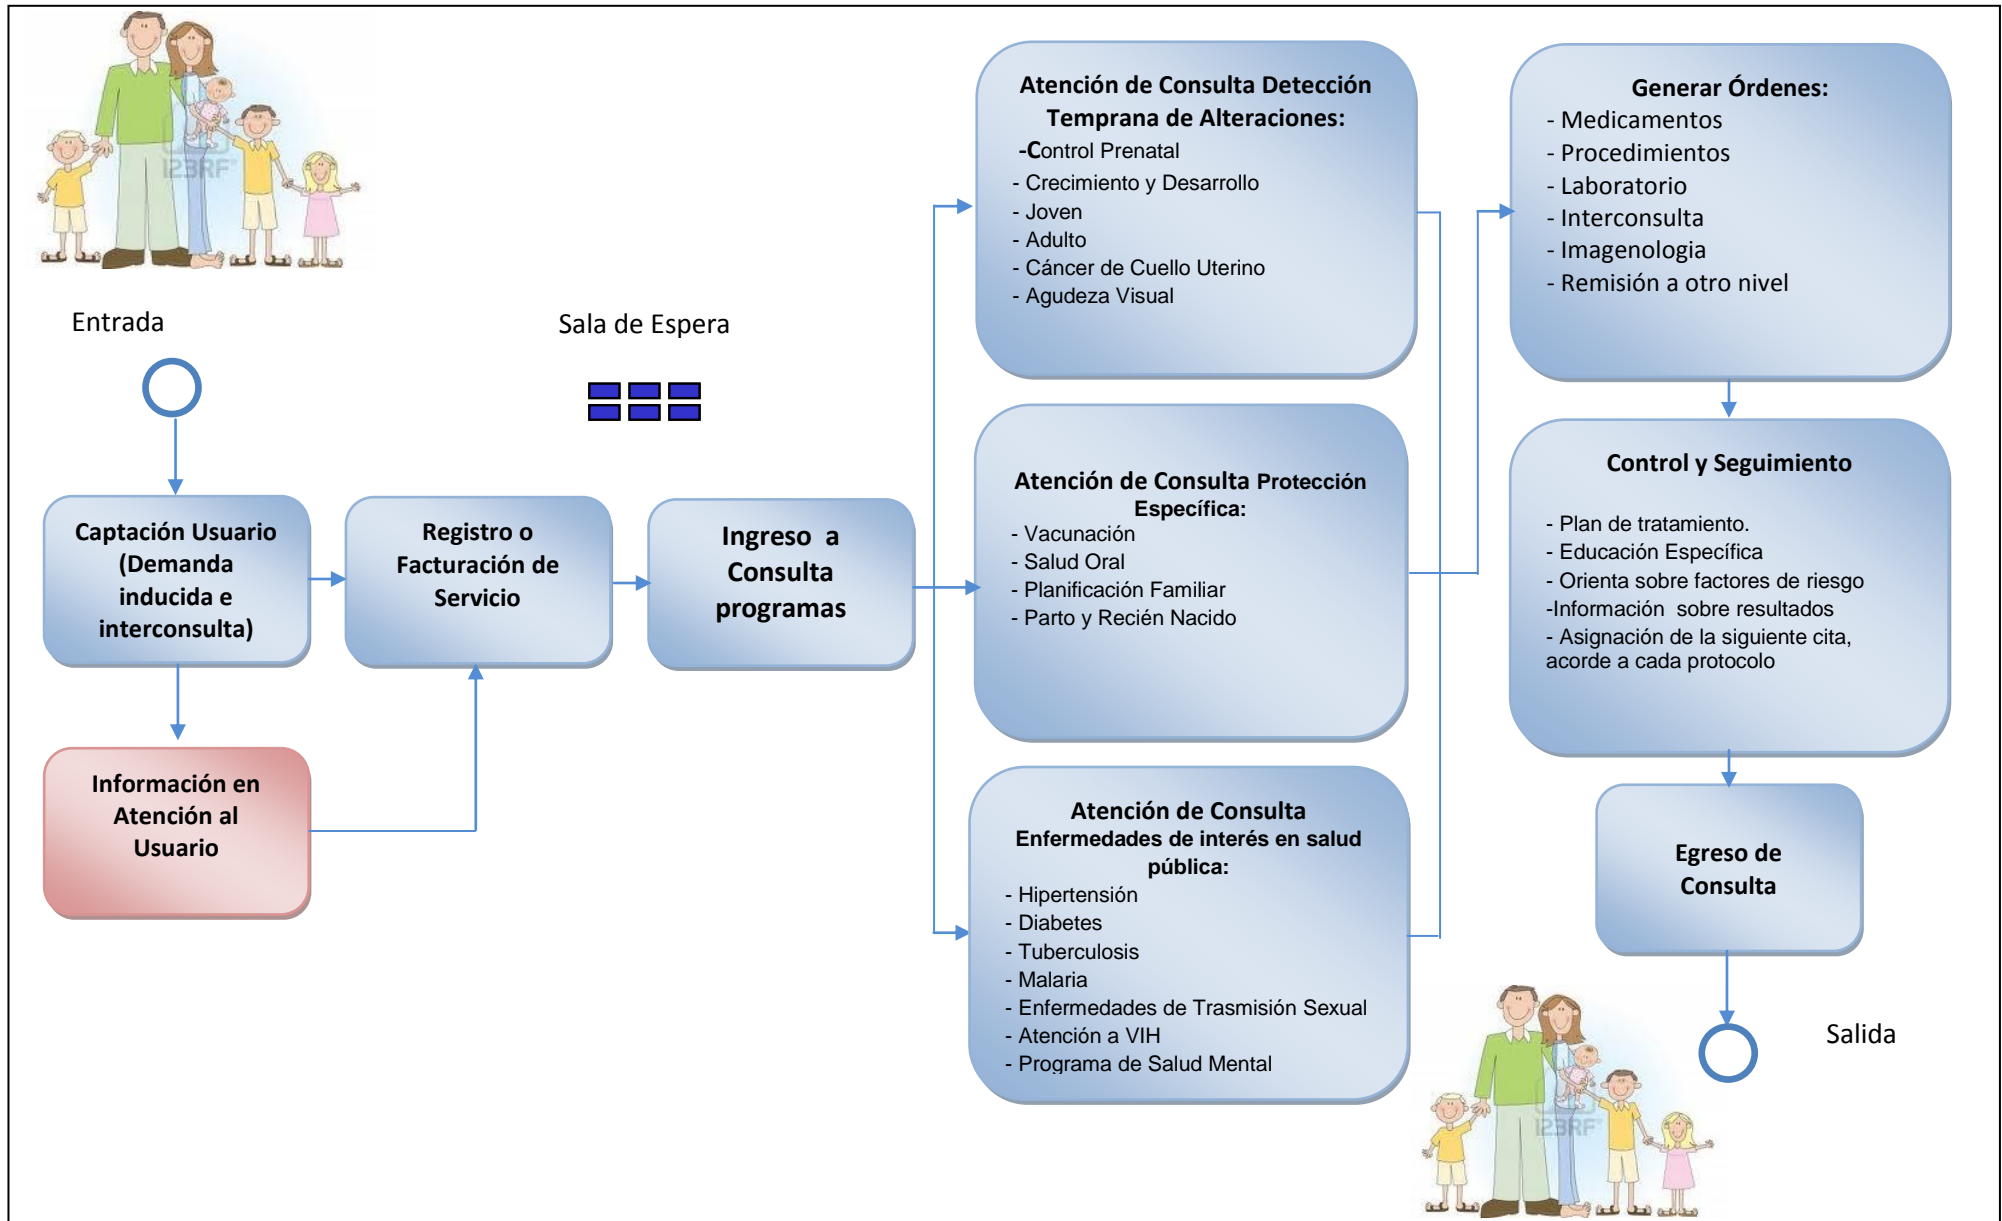 123RF
Entrada
Sala de Espera
Captación Usuario
(Demanda
inducida e
interconsulta)
Información en
Atención al
Usuario
Registro o
Facturación de
Servicio
Ingreso a
Consulta
programas
Atención de Consulta Detección
Temprana de Alteraciones:
-Control Prenatal
- Crecimiento y Desarrollo
- Joven
- Adulto
- Cáncer de Cuello Uterino
- Agudeza Visual
Atención de Consulta Protección
Específica:
- Vacunación
- Salud Oral
- Planificación Familiar
- Parto y Recién Nacido
Atención de Consulta
Enfermedades de interés en salud
pública:
- Hipertensión
- Diabetes
- Tuberculosis
- Malaria
- Enfermedades de Trasmisión Sexual
- Atención a VIH
- Programa de Salud Mental
Generar Órdenes:
- Medicamentos
- Procedimientos
- Laboratorio
- Interconsulta
- Imagenologia
- Remisión a otro nivel
Control y Seguimiento
- Plan de tratamiento.
- Educación Específica
- Orienta sobre factores de riesgo
-Información sobre resultados
- Asignación de la siguiente cita,
acorde a cada protocolo
Egreso de
Consulta
Salida
123RF